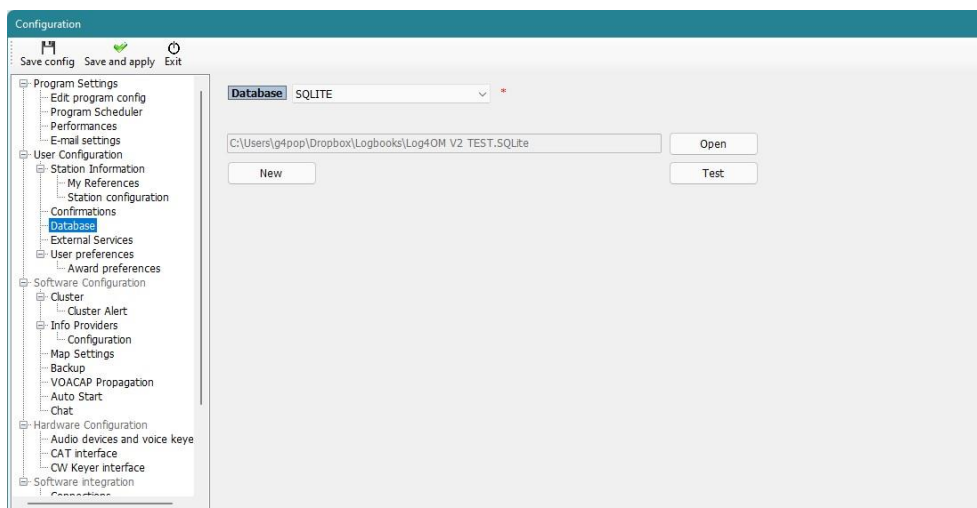 Configuration
Save config Save and apply Exit
Program Settings
Edit program config
Program Scheduler
Performances
E-mail settings
User Configuration
Station Information
My References
Station configuration
Confirmations
Database
External Services
User preferences
Award preferences
Software Configuration
Cluster
Cluster Alert
Info Providers
Configuration
Map Settings
Backup
VOACAP Propagation
Auto Start
Chat
Hardware Configuration
Audio devices and voice keye
CAT interface
CW Keyer interface
Software integration
Connections
Database SQLITE *
C:\Users\g4pop\Dropbox\Logbooks\Log4OM V2 TEST.SQLite Open
New Test